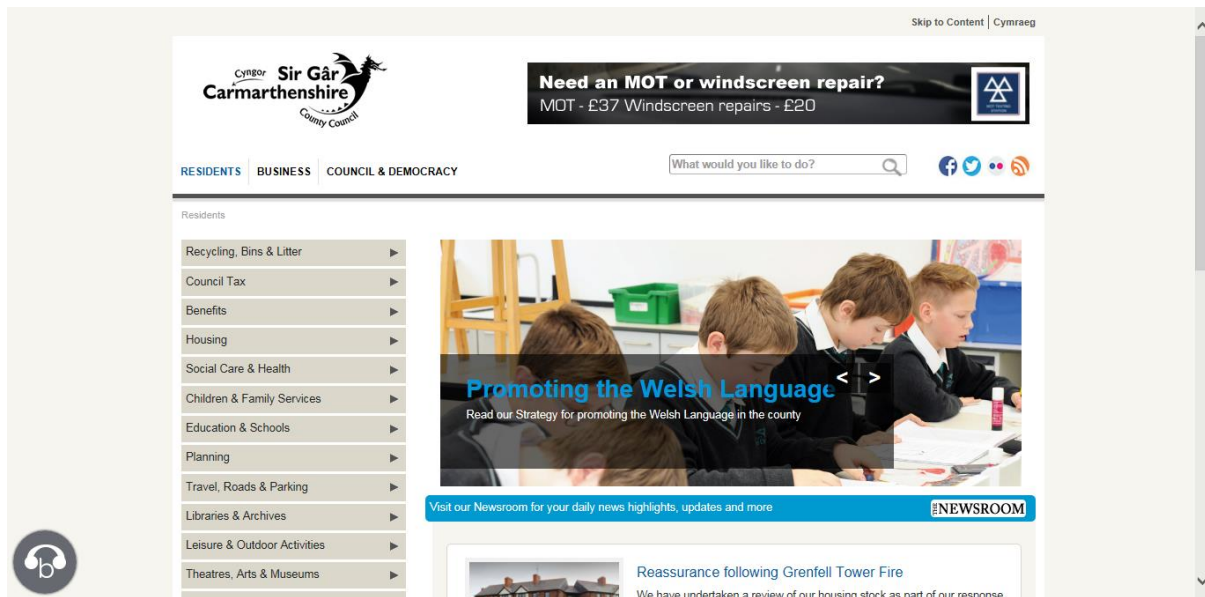 Skip to Content | Cymraeg
Cyngor Sir Gâr
Carmarthenshire
County Council
Need an MOT or windscreen repair?
MOT - £37 Windscreen repairs - £20
RESIDENTS BUSINESS COUNCIL & DEMOCRACY
What would you like to do?
Residents
Recycling, Bins & Litter
Council Tax
Benefits
Housing
Social Care & Health
Children & Family Services
Education & Schools
Planning
Travel, Roads & Parking
Libraries & Archives
Leisure & Outdoor Activities
Theatres, Arts & Museums
< >
Promoting the Welsh Language
Read our Strategy for promoting the Welsh Language in the county
Visit our Newsroom for your daily news highlights, updates and more
THE NEWSROOM
Reassurance following Grenfell Tower Fire
We have undertaken a review of our housing stock as part of our response
b